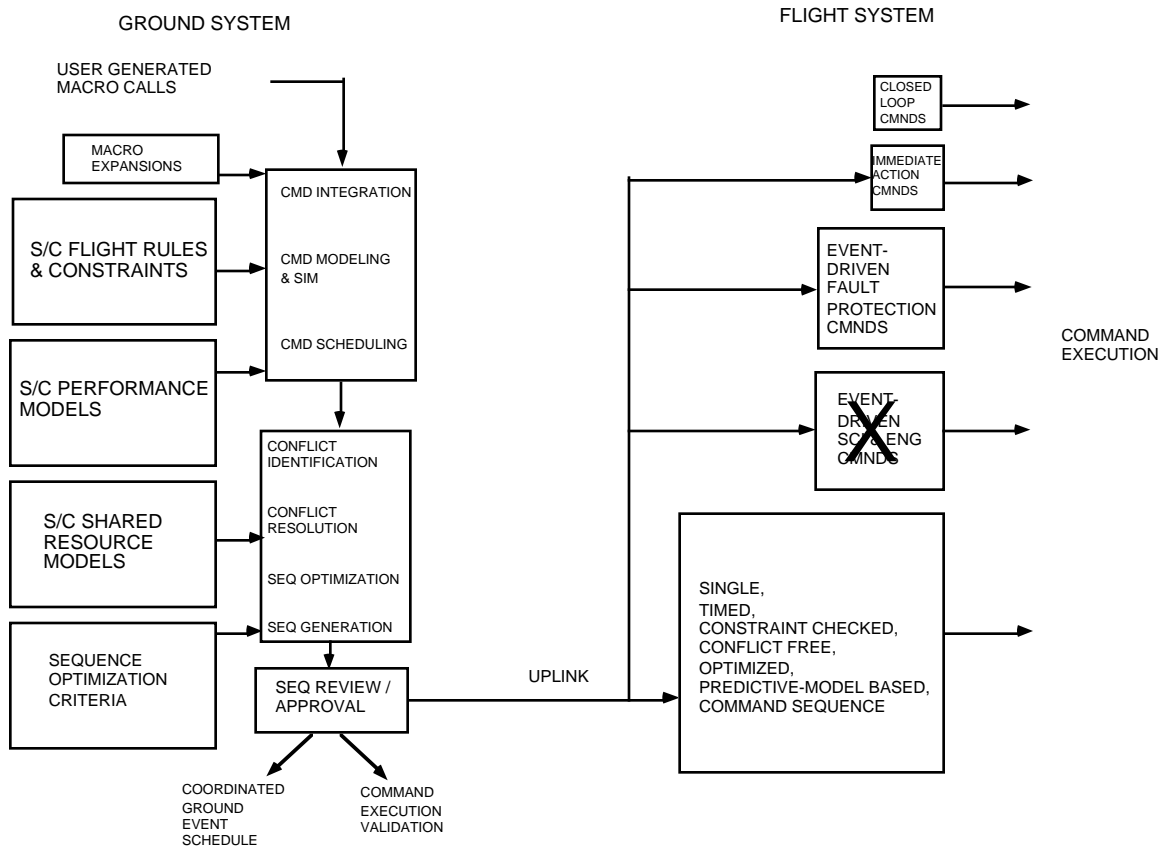 GROUND SYSTEM
FLIGHT SYSTEM
USER GENERATED
MACRO CALLS
MACRO
EXPANSIONS
S/C FLIGHT RULES
& CONSTRAINTS
S/C PERFORMANCE
MODELS
S/C SHARED
RESOURCE
MODELS
SEQUENCE
OPTIMIZATION
CRITERIA
CMD INTEGRATION
CMD MODELING
& SIM
CMD SCHEDULING
CONFLICT
IDENTIFICATION
CONFLICT
RESOLUTION
SEQ OPTIMIZATION
SEQ GENERATION
SEQ REVIEW /
APPROVAL
COORDINATED
GROUND
EVENT
SCHEDULE
COMMAND
EXECUTION
VALIDATION
UPLINK
CLOSED
LOOP
CMNDS
IMMEDIATE
ACTION
CMNDS
EVENT-
DRIVEN
FAULT
PROTECTION
CMNDS
EVENT-
DRIVEN
SCI & ENG
CMNDS
SINGLE,
TIMED,
CONSTRAINT CHECKED,
CONFLICT FREE,
OPTIMIZED,
PREDICTIVE-MODEL BASED,
COMMAND SEQUENCE
COMMAND
EXECUTION